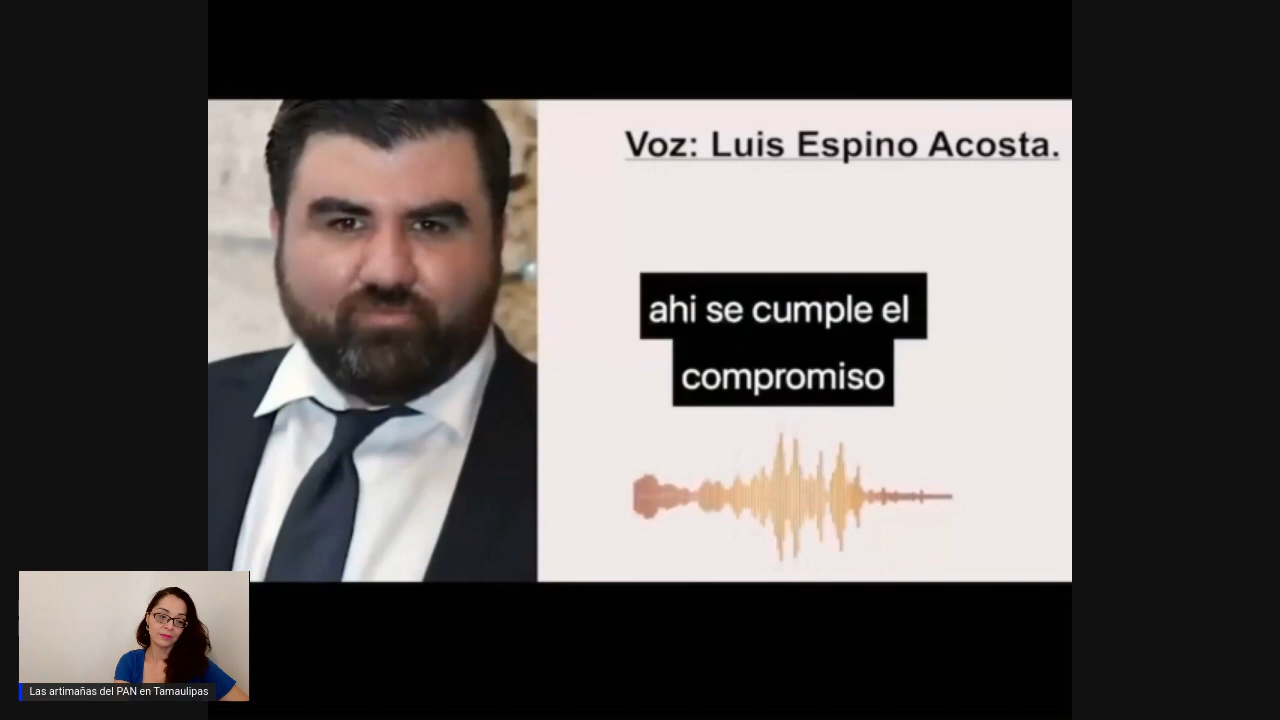 Voz: Luis Espino Acosta.
ahi se cumple el
compromiso
Las artimañas del PAN en Tamaulipas